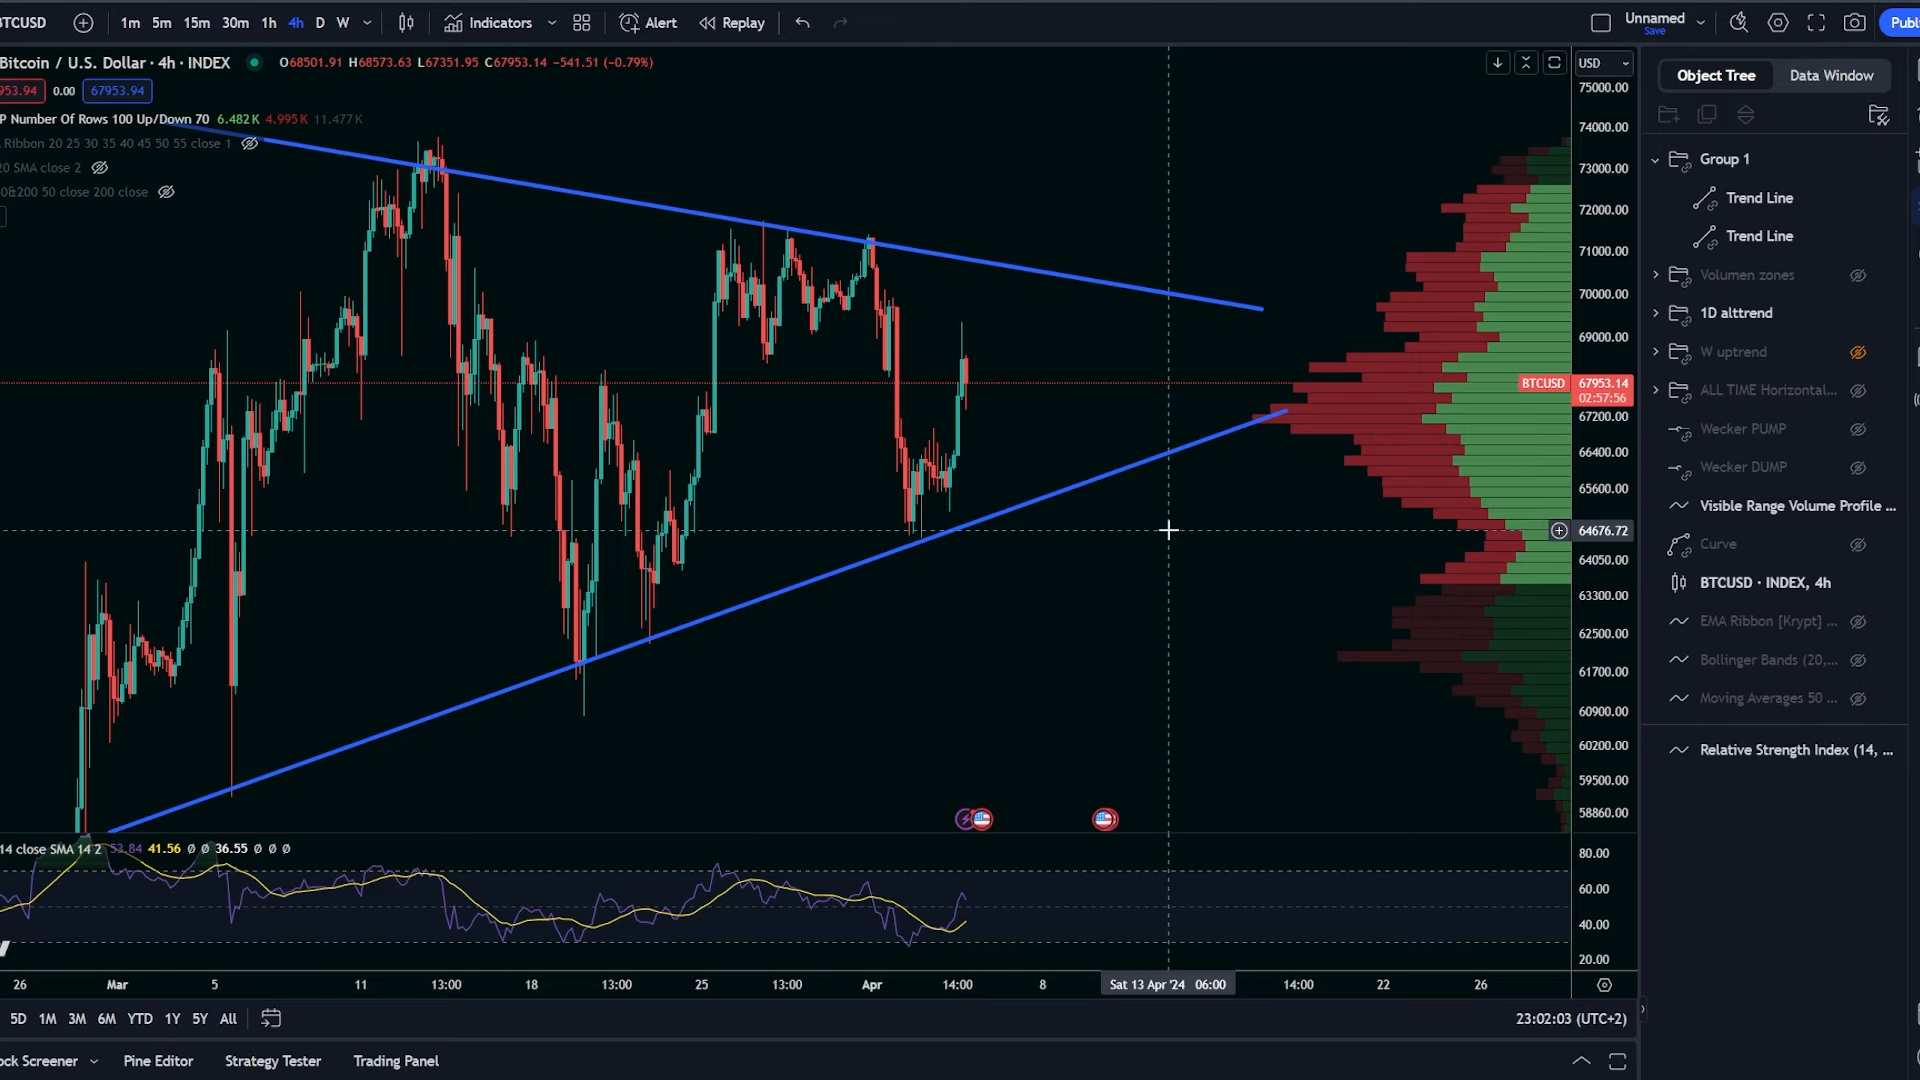 BTCUSD 1m 5m 15m 30m 1h 4h D W Indicators Alert Replay Unnamed Save Publ
Bitcoin / U.S. Dollar · 4h · INDEX O68501.91 H68573.63 L67351.95 C67953.14 −541.51 (−0.79%)
953.94 0.00 67953.94
P Number Of Rows 100 Up/Down 70 6.482K 4.995K 11.477K
Ribbon 20 25 30 35 40 45 50 55 close 1
20 SMA close 2
0&200 50 close 200 close
USD
75000.00
74000.00
73000.00
72000.00
71000.00
70000.00
69000.00
BTCUSD 67953.14
02:57:56
67200.00
66400.00
65600.00
64676.72
64050.00
63300.00
62500.00
61700.00
60900.00
60200.00
59500.00
58860.00
14 close SMA 14 2 53.84 41.56 Ø Ø 36.55 Ø Ø Ø
80.00
60.00
40.00
20.00
26 Mar 5 11 13:00 18 13:00 25 13:00 Apr 14:00 8 Sat 13 Apr '24 06:00 14:00 22 26
5D 1M 3M 6M YTD 1Y 5Y All 23:02:03 (UTC+2)
ock Screener Pine Editor Strategy Tester Trading Panel
Object Tree Data Window
Group 1
Trend Line
Trend Line
Volumen zones
1D alttrend
W uptrend
ALL TIME Horizontal...
Wecker PUMP
Wecker DUMP
Visible Range Volume Profile ...
Curve
BTCUSD · INDEX, 4h
EMA Ribbon [Krypt] ...
Bollinger Bands (20,...
Moving Averages 50 ...
Relative Strength Index (14, ...